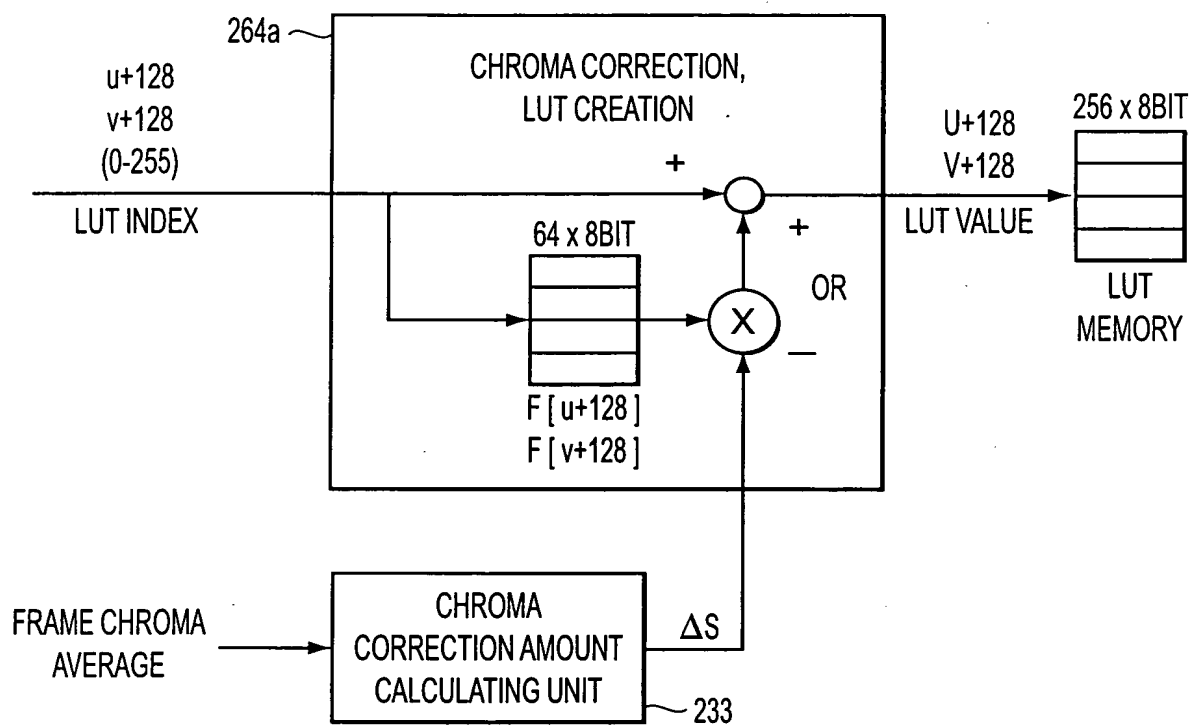 264a
CHROMA CORRECTION,
LUT CREATION
u+128
v+128
(0-255)
LUT INDEX
+
64 x 8BIT
F [ u+128 ]
F [ v+128 ]
X
+
OR
–
U+128
V+128
LUT VALUE
256 x 8BIT
LUT
MEMORY
FRAME CHROMA
AVERAGE
CHROMA
CORRECTION AMOUNT
CALCULATING UNIT
ΔS
233